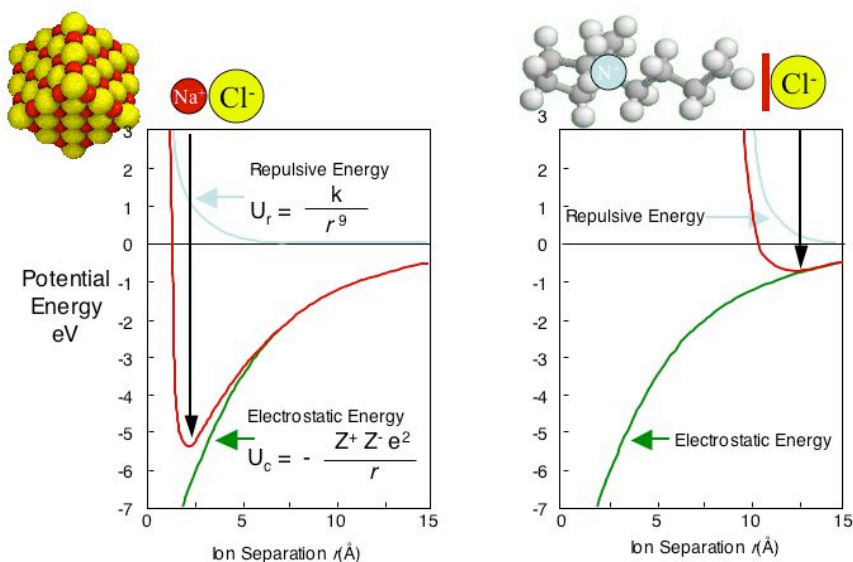 Na⁺ Cl⁻
3
2
1
0
-1
-2
-3
-4
-5
-6
-7
Potential
Energy
eV
Repulsive Energy
Uᵣ = k / r⁹
Electrostatic Energy
U꜀ = - Z⁺ Z⁻ e² / r
0 5 10 15
Ion Separation r(Å)
N⁺ Cl⁻
3
2
1
0
-1
-2
-3
-4
-5
-6
-7
Repulsive Energy
Electrostatic Energy
0 5 10 15
Ion Separation r(Å)